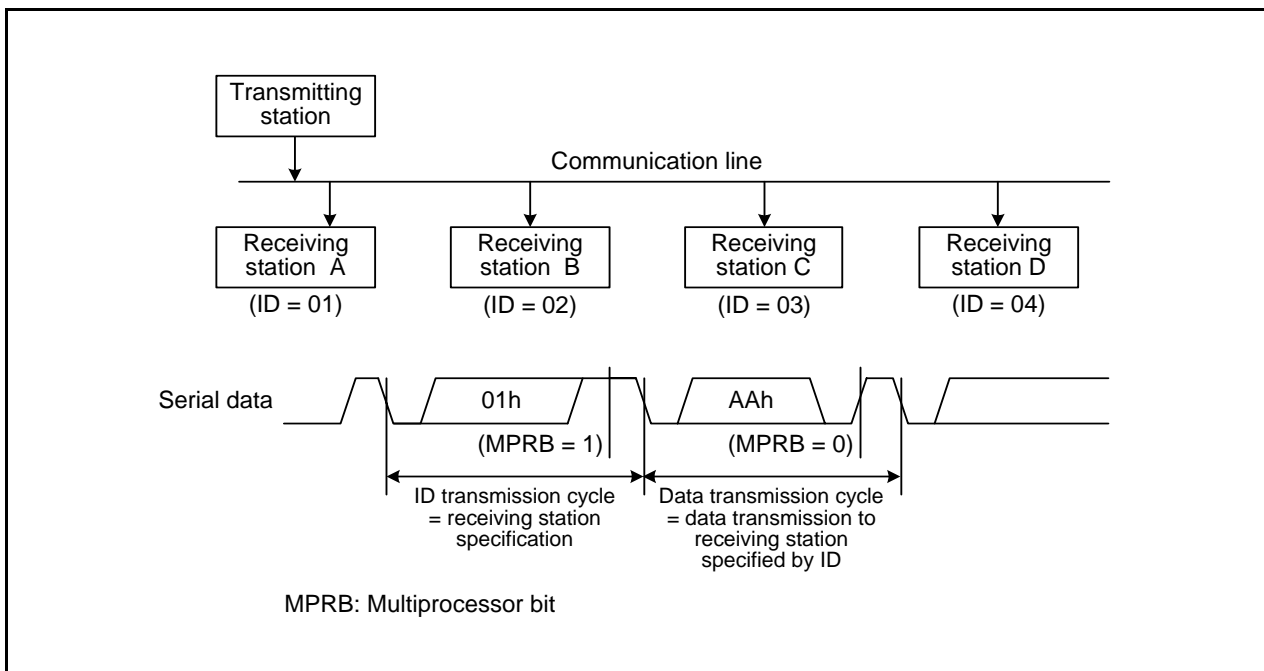 Transmitting
station
Communication line
Receiving
station A
Receiving
station B
Receiving
station C
Receiving
station D
(ID = 01)
(ID = 02)
(ID = 03)
(ID = 04)
Serial data
01h
AAh
(MPRB = 1)
(MPRB = 0)
ID transmission cycle
= receiving station
specification
Data transmission cycle
= data transmission to
receiving station
specified by ID
MPRB: Multiprocessor bit